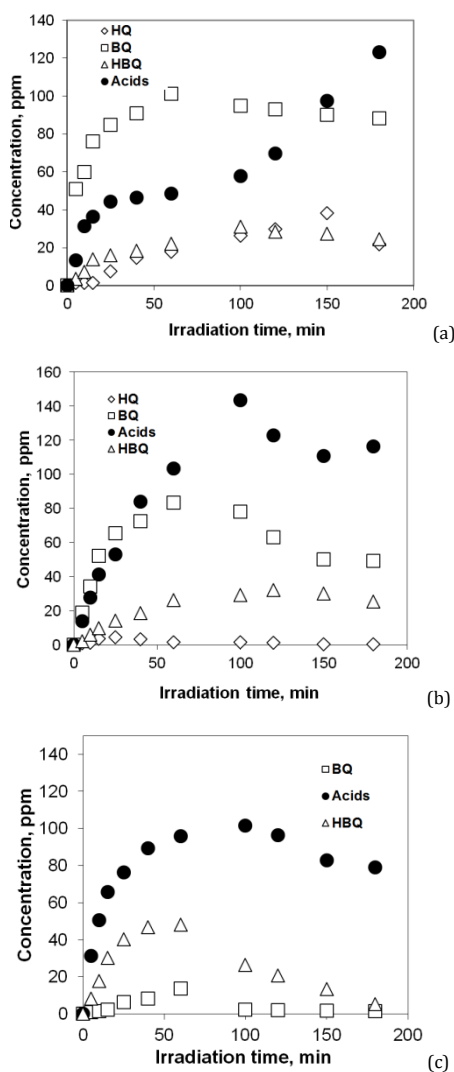 140
120
100
80
60
40
20
0
HQ
BQ
HBQ
Acids
Concentration, ppm
0 50 100 150 200
Irradiation time, min
(a)
160
140
120
100
80
60
40
20
0
HQ
BQ
Acids
HBQ
Concentration, ppm
0 50 100 150 200
Irradiation time, min
(b)
140
120
100
80
60
40
20
0
BQ
Acids
HBQ
Concentration, ppm
0 50 100 150 200
Irradiation time, min
(c)